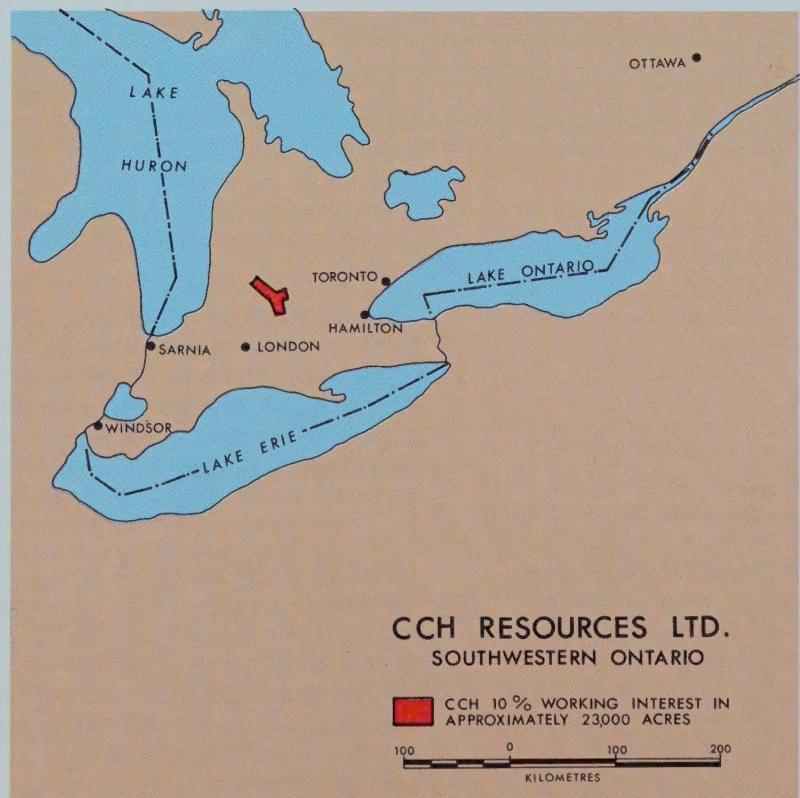 OTTAWA
LAKE
HURON
TORONTO
LAKE ONTARIO
HAMILTON
SARNIA
LONDON
WINDSOR
LAKE ERIE
CCH RESOURCES LTD.
SOUTHWESTERN ONTARIO
CCH 10% WORKING INTEREST IN
APPROXIMATELY 23,000 ACRES
100 0 100 200
KILOMETRES